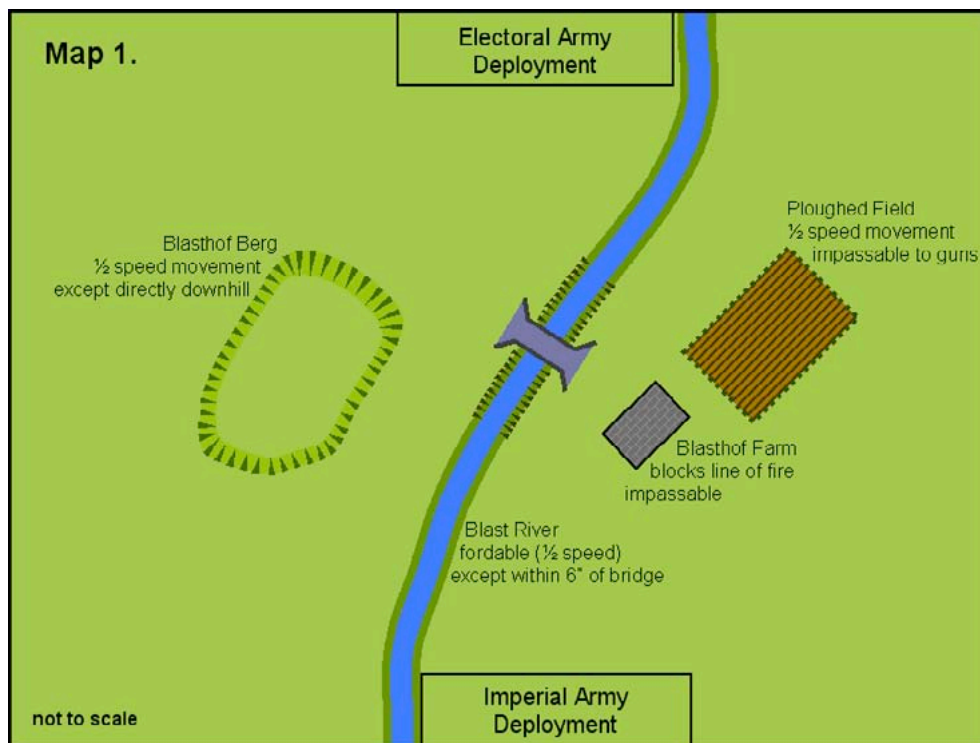 Map 1.
Electoral Army
Deployment
Ploughed Field
½ speed movement
impassable to guns
Blasthof Berg
½ speed movement
except directly downhill
Blasthof Farm
blocks line of fire
impassable
Blast River
fordable (½ speed)
except within 6" of bridge
Imperial Army
Deployment
not to scale